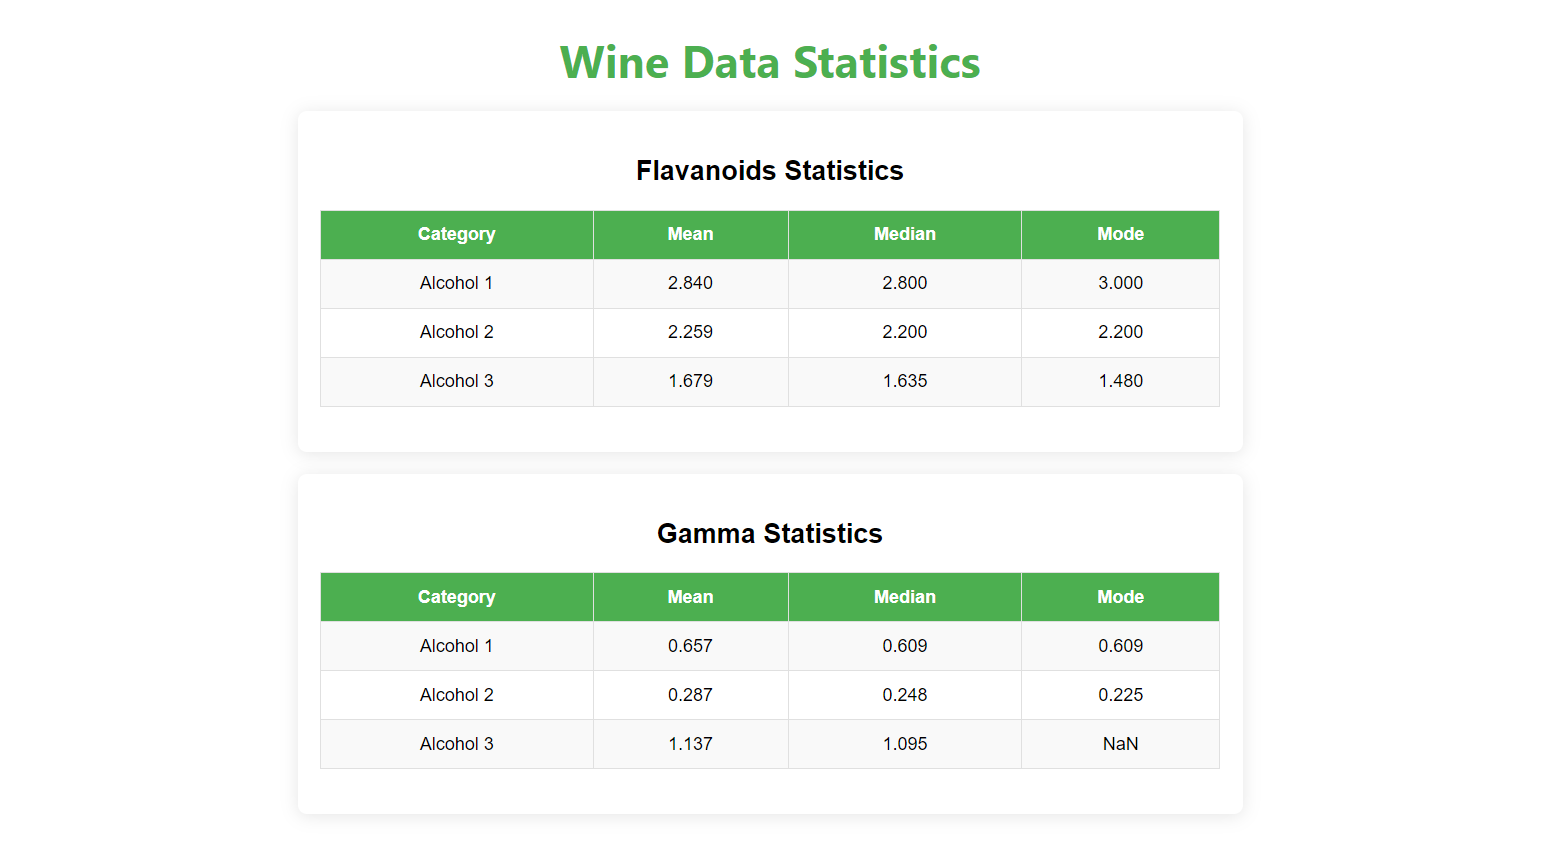 Wine Data Statistics
Flavanoids Statistics
Category Mean Median Mode
Alcohol 1 2.840 2.800 3.000
Alcohol 2 2.259 2.200 2.200
Alcohol 3 1.679 1.635 1.480
Gamma Statistics
Category Mean Median Mode
Alcohol 1 0.657 0.609 0.609
Alcohol 2 0.287 0.248 0.225
Alcohol 3 1.137 1.095 NaN